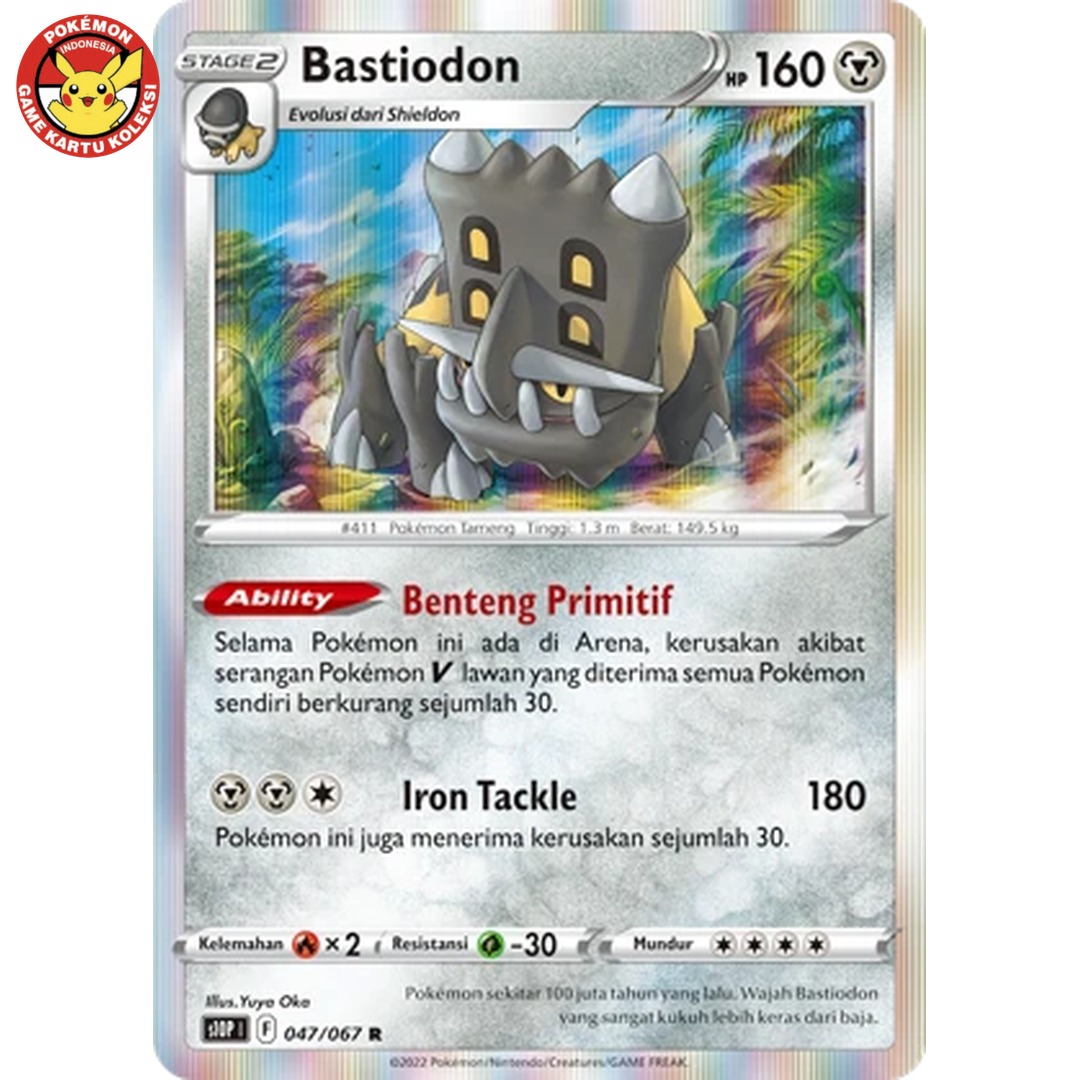 POKÉMON
INDONESIA
GAME KARTU KOLEKSI
STAGE 2 Bastiodon HP 160
Evolusi dari Shieldon
#411 Pokémon Tameng Tinggi: 1.3 m Berat: 149.5 kg
Ability Benteng Primitif
Selama Pokémon ini ada di Arena, kerusakan akibat
serangan Pokémon V lawan yang diterima semua Pokémon
sendiri berkurang sejumlah 30.
Iron Tackle 180
Pokémon ini juga menerima kerusakan sejumlah 30.
Kelemahan ×2 Resistansi -30 Mundur
Illus. Yuya Oka
Pokémon sekitar 100 juta tahun yang lalu. Wajah Bastiodon
yang sangat kukuh lebih keras dari baja.
s10P I F 047/067 R
©2022 Pokémon/Nintendo/Creatures/GAME FREAK.